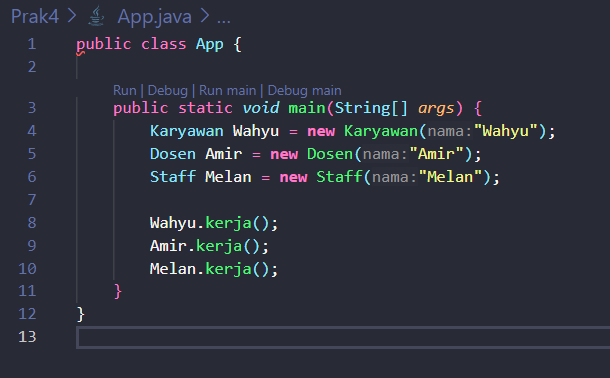 Prak4 > App.java > ...
1 public class App {
2
Run | Debug | Run main | Debug main
3 public static void main(String[] args) {
4 Karyawan Wahyu = new Karyawan(nama:"Wahyu");
5 Dosen Amir = new Dosen(nama:"Amir");
6 Staff Melan = new Staff(nama:"Melan");
7
8 Wahyu.kerja();
9 Amir.kerja();
10 Melan.kerja();
11 }
12 }
13